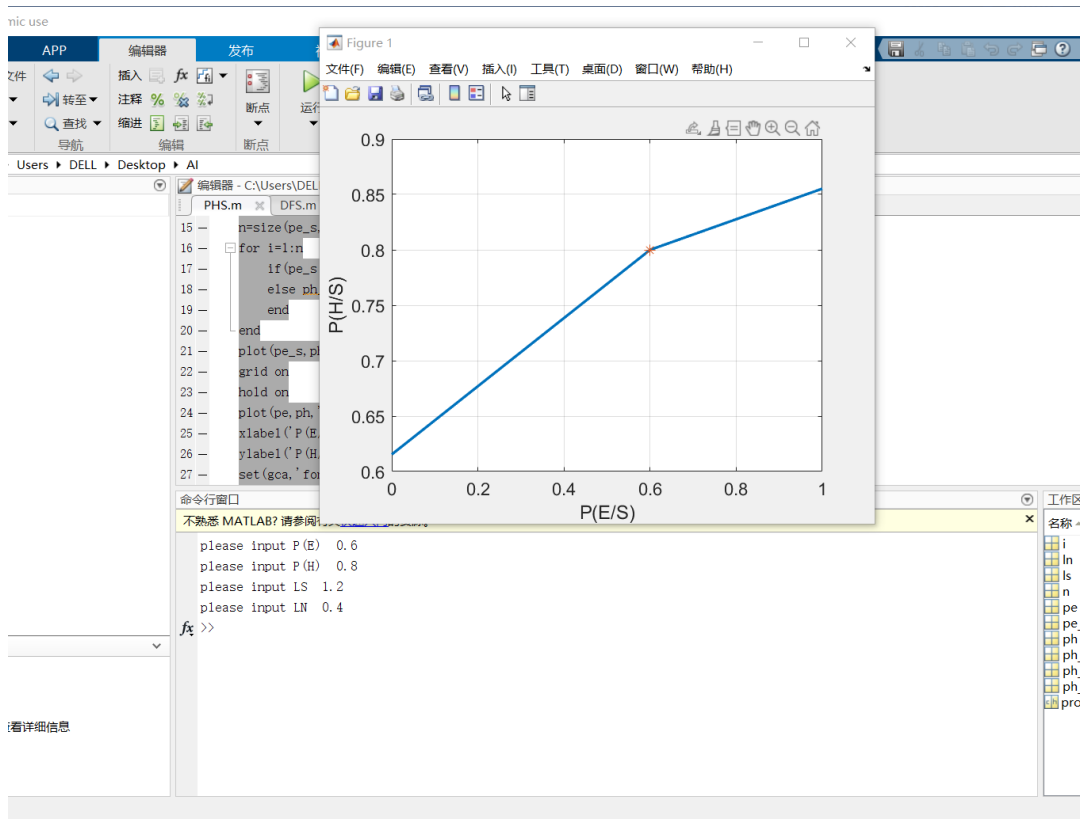 mic use
APP 编辑器 发布
文件
插入 fx
转至 注释 %
查找 缩进
断点 运行
导航 编辑 断点
Users DELL Desktop AI
编辑器 - C:\Users\DEL
PHS.m DFS.m
15 — n=size(pe_s,
16 — for i=1:n
17 — if(pe_s
18 — else ph_
19 — end
20 — end
21 — plot(pe_s,ph
22 — grid on
23 — hold on
24 — plot(pe,ph,'
25 — xlabel('P(E
26 — ylabel('P(H
27 — set(gca,'fon
Figure 1
文件(F) 编辑(E) 查看(V) 插入(I) 工具(T) 桌面(D) 窗口(W) 帮助(H)
0.9
0.85
0.8
0.75
0.7
0.65
0.6
P(H/S)
0 0.2 0.4 0.6 0.8 1
P(E/S)
命令行窗口
不熟悉 MATLAB? 请参阅有
please input P(E) 0.6
please input P(H) 0.8
please input LS 1.2
please input LN 0.4
fx >>
工作区
名称
i
ln
ls
n
pe
pe_
ph
ph_
ph_
ph_
pro
查看详细信息